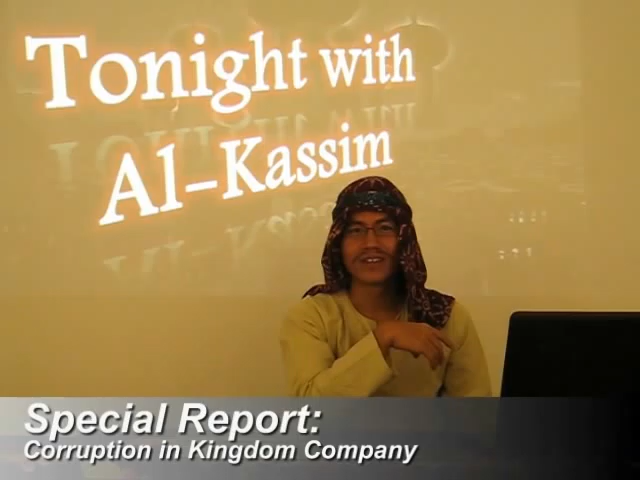 Tonight with
Al-Kassim
Special Report:
Corruption in Kingdom Company